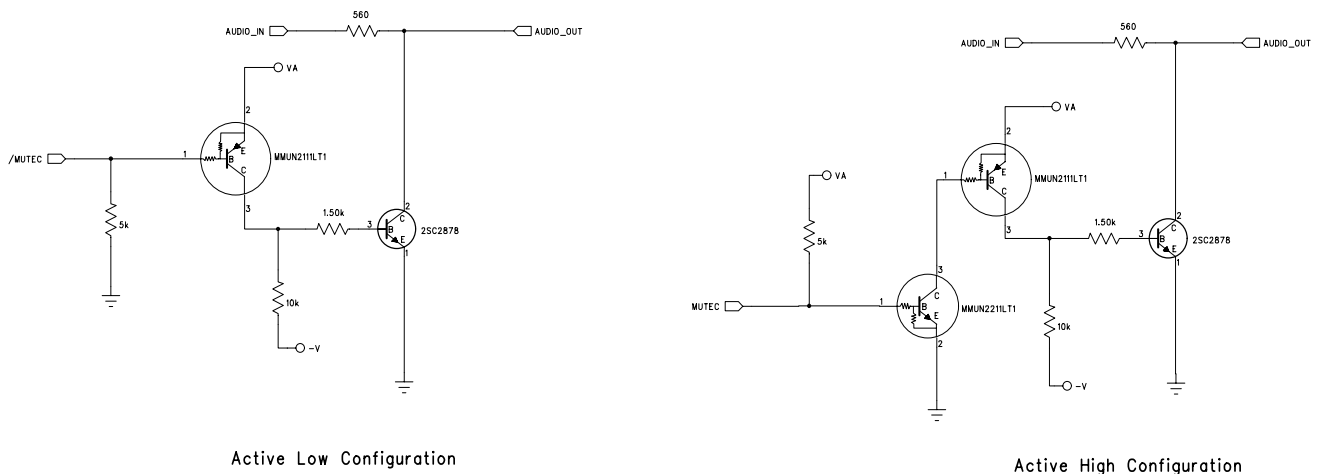 560
AUDIO_IN
AUDIO_OUT
VA
2
/MUTEC
1
B
E
C
MMUN2111LT1
3
5k
1.50k
3
B
2
C
E
1
2SC2878
10k
-V
Active Low Configuration
560
AUDIO_IN
AUDIO_OUT
VA
2
1
B
E
C
MMUN2111LT1
VA
5k
3
1.50k
3
B
2
C
E
1
2SC2878
3
MUTEC
1
B
C
E
MMUN2211LT1
2
10k
-V
Active High Configuration